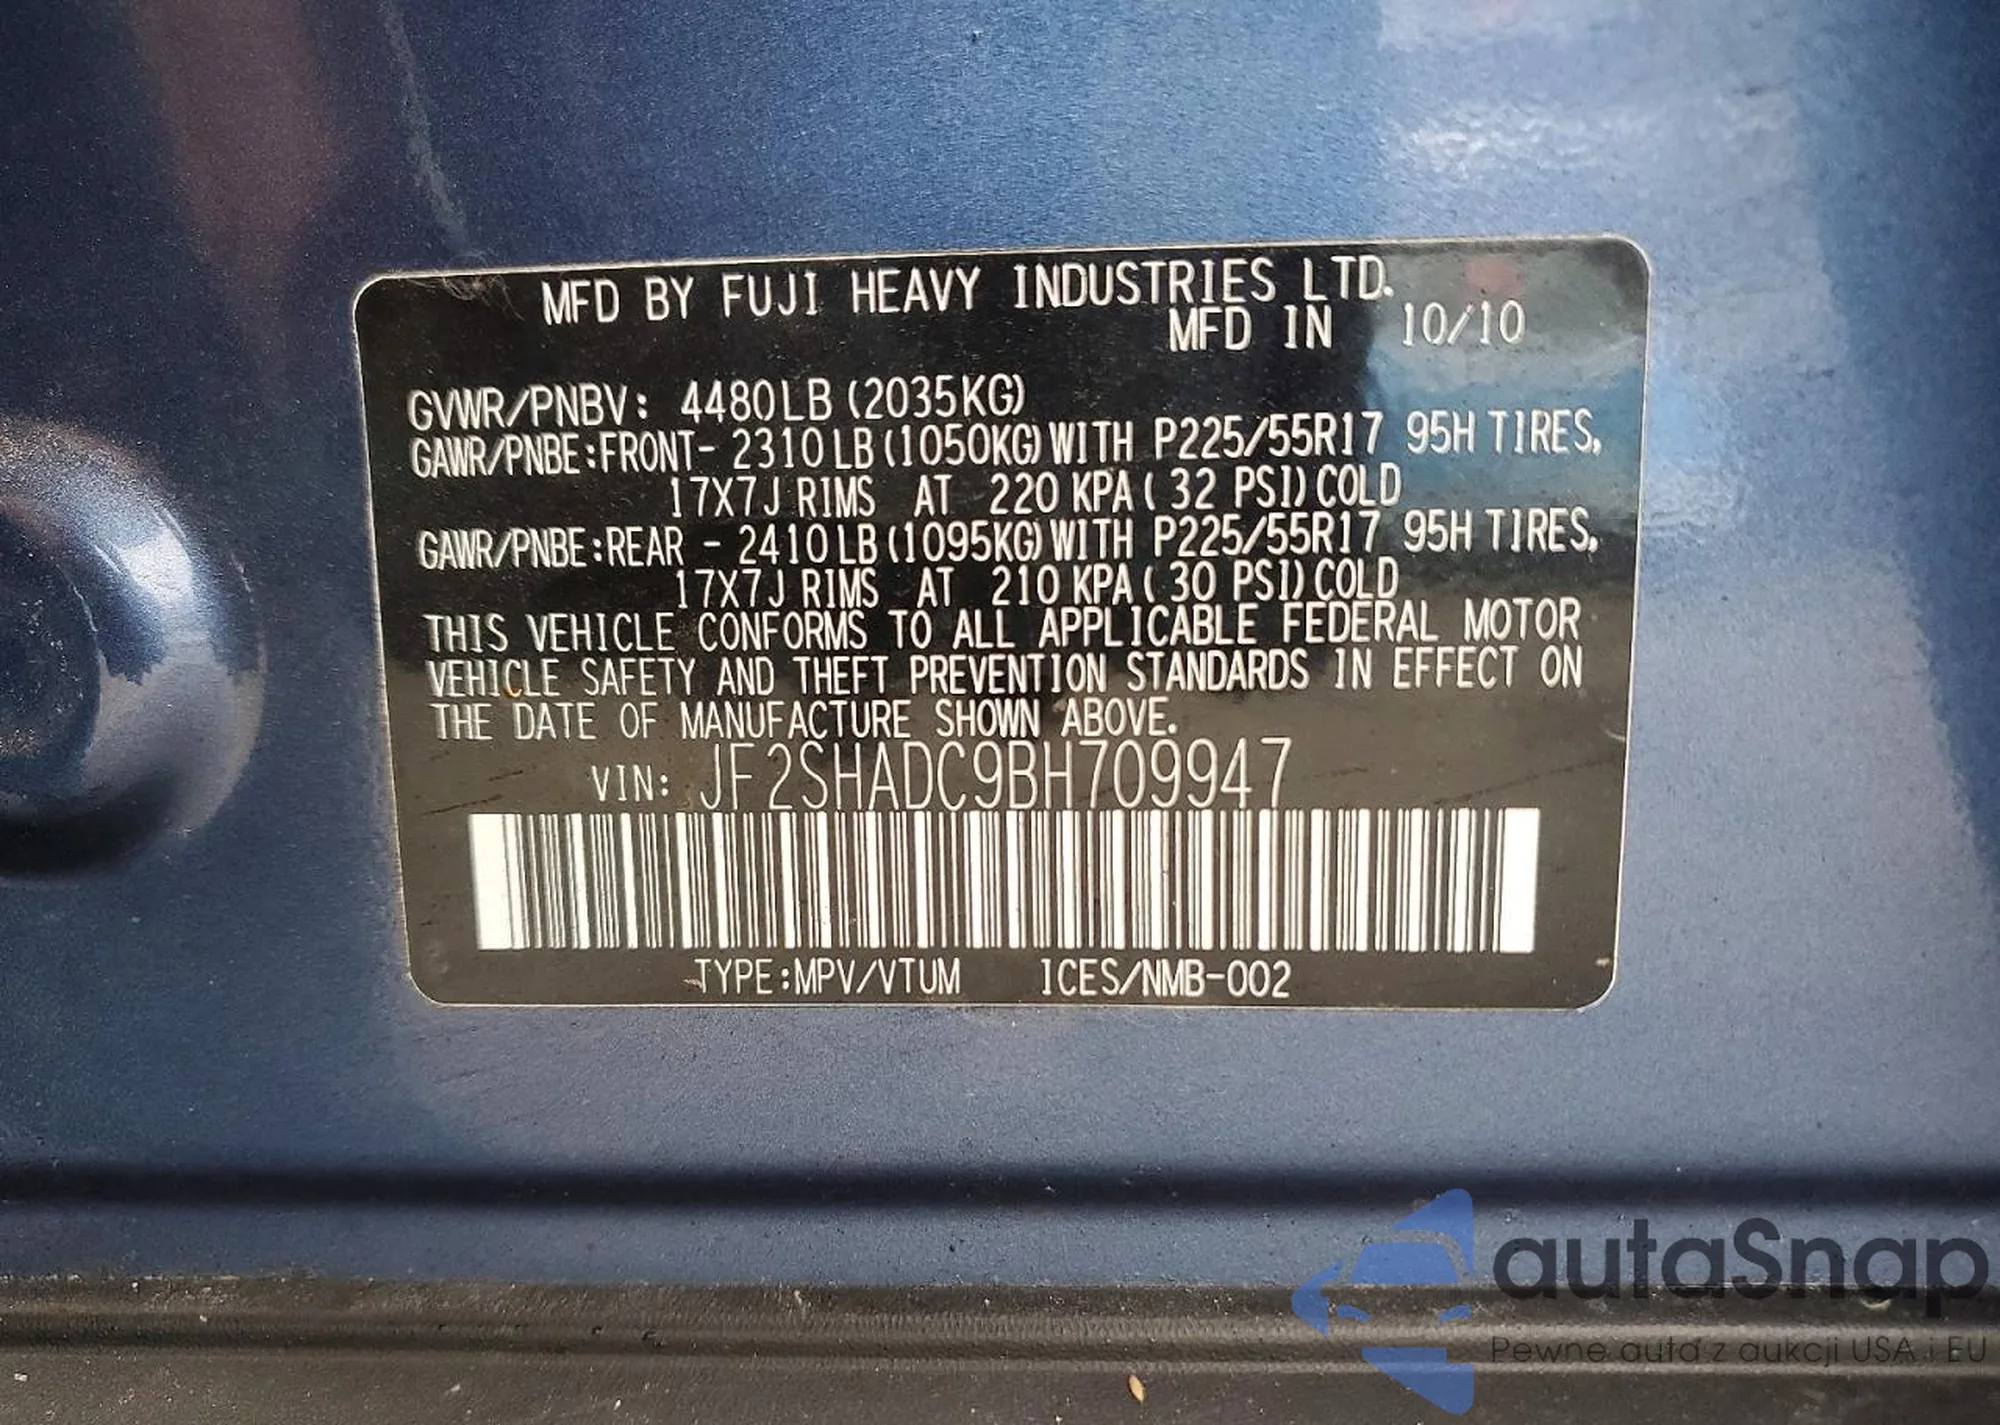 MFD BY FUJI HEAVY INDUSTRIES LTD.
MFD IN 10/10
GVWR/PNBV: 4480LB (2035KG)
GAWR/PNBE:FRONT- 2310LB(1050KG)WITH P225/55R17 95H TIRES,
17X7J RIMS AT 220 KPA( 32 PSI)COLD
GAWR/PNBE:REAR - 2410LB(1095KG)WITH P225/55R17 95H TIRES,
17X7J RIMS AT 210 KPA( 30 PSI)COLD
THIS VEHICLE CONFORMS TO ALL APPLICABLE FEDERAL MOTOR
VEHICLE SAFETY AND THEFT PREVENTION STANDARDS IN EFFECT ON
THE DATE OF MANUFACTURE SHOWN ABOVE.
VIN: JF2SHADC9BH709947
TYPE:MPV/VTUM ICES/NMB-002
autaSnap
Pewne auta z aukcji USA i EU